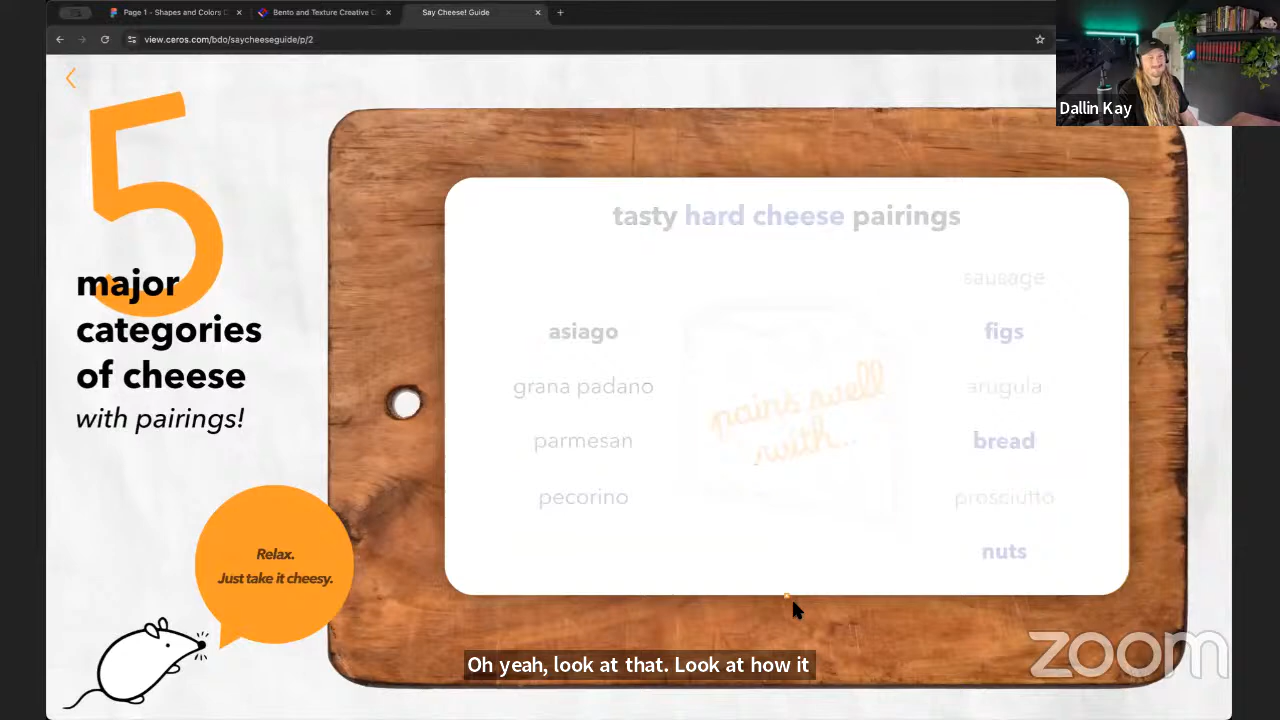 Page 1 - Shapes and Colors
Bento and Texture Creative C
Say Cheese! Guide
view.ceros.com/bdo/saycheeseguide/p/2
Dallin Kay
5
major
categories
of cheese
with pairings!
tasty hard cheese pairings
asiago
grana padano
parmesan
pecorino
pairs well
with...
sausage
figs
arugula
bread
prosciutto
nuts
Relax.
Just take it cheesy.
Oh yeah, look at that. Look at how it
zoom